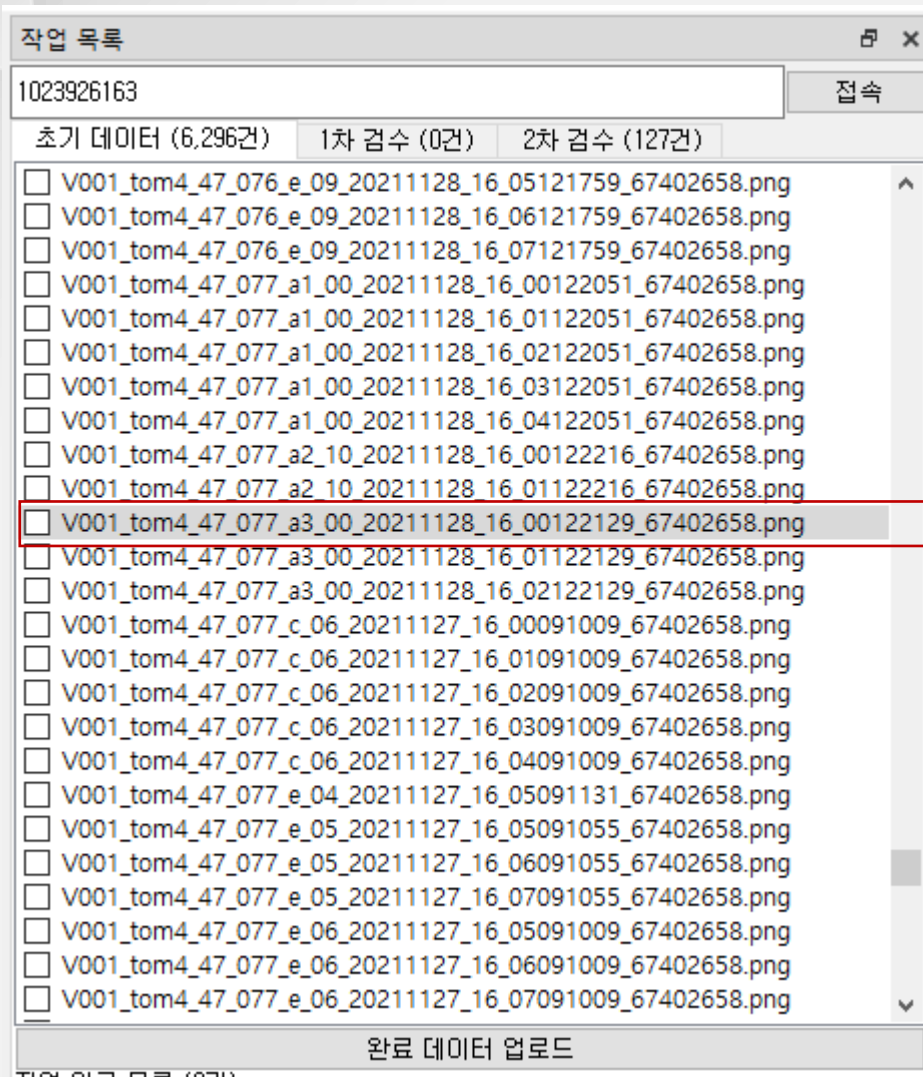 작업 목록
1023926163
접속
초기 데이터 (6,296건) 1차 검수 (0건) 2차 검수 (127건)
V001_tom4_47_076_e_09_20211128_16_05121759_67402658.png
V001_tom4_47_076_e_09_20211128_16_06121759_67402658.png
V001_tom4_47_076_e_09_20211128_16_07121759_67402658.png
V001_tom4_47_077_a1_00_20211128_16_00122051_67402658.png
V001_tom4_47_077_a1_00_20211128_16_01122051_67402658.png
V001_tom4_47_077_a1_00_20211128_16_02122051_67402658.png
V001_tom4_47_077_a1_00_20211128_16_03122051_67402658.png
V001_tom4_47_077_a1_00_20211128_16_04122051_67402658.png
V001_tom4_47_077_a2_10_20211128_16_00122216_67402658.png
V001_tom4_47_077_a2_10_20211128_16_01122216_67402658.png
V001_tom4_47_077_a3_00_20211128_16_00122129_67402658.png
V001_tom4_47_077_a3_00_20211128_16_01122129_67402658.png
V001_tom4_47_077_a3_00_20211128_16_02122129_67402658.png
V001_tom4_47_077_c_06_20211127_16_00091009_67402658.png
V001_tom4_47_077_c_06_20211127_16_01091009_67402658.png
V001_tom4_47_077_c_06_20211127_16_02091009_67402658.png
V001_tom4_47_077_c_06_20211127_16_03091009_67402658.png
V001_tom4_47_077_c_06_20211127_16_04091009_67402658.png
V001_tom4_47_077_e_04_20211127_16_05091131_67402658.png
V001_tom4_47_077_e_05_20211127_16_05091055_67402658.png
V001_tom4_47_077_e_05_20211127_16_06091055_67402658.png
V001_tom4_47_077_e_05_20211127_16_07091055_67402658.png
V001_tom4_47_077_e_06_20211127_16_05091009_67402658.png
V001_tom4_47_077_e_06_20211127_16_06091009_67402658.png
V001_tom4_47_077_e_06_20211127_16_07091009_67402658.png
완료 데이터 업로드